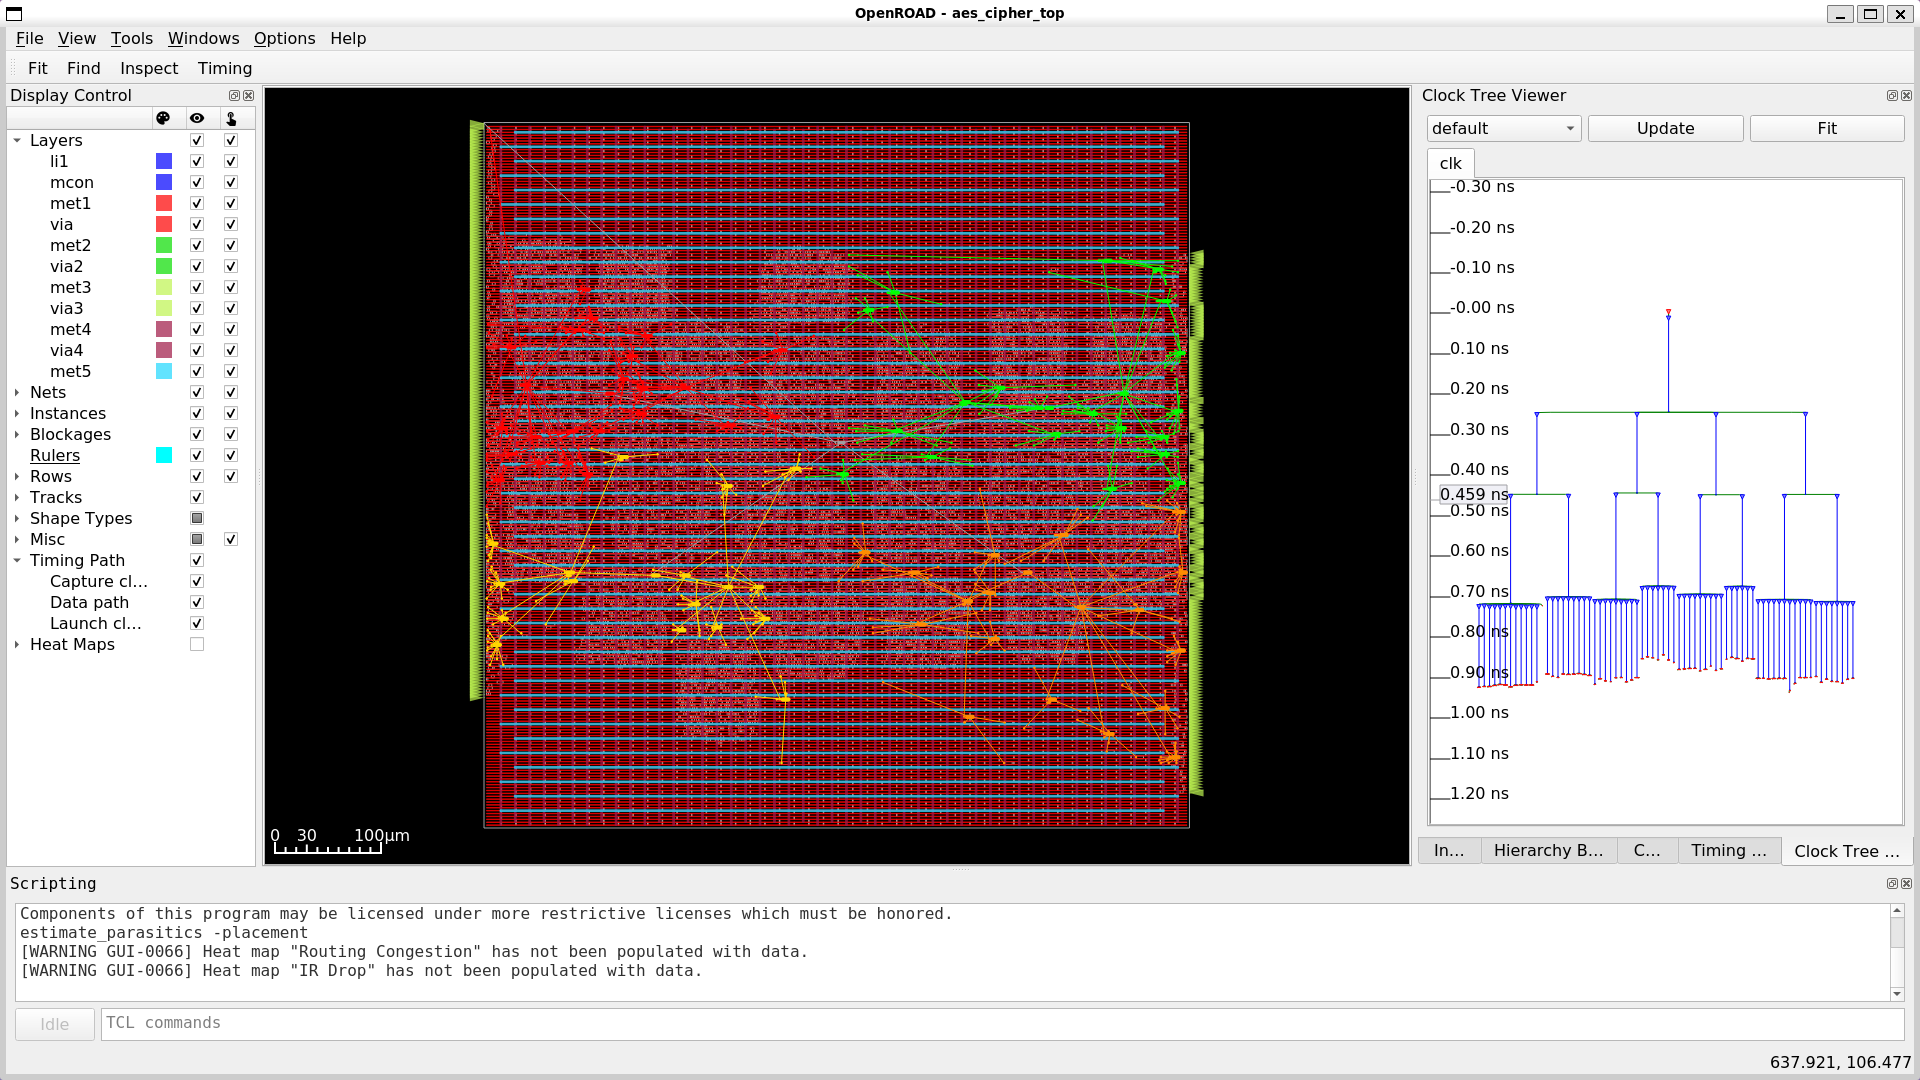 OpenROAD - aes_cipher_top
File View Tools Windows Options Help
Fit Find Inspect Timing
Display Control
Layers
li1
mcon
met1
via
met2
via2
met3
via3
met4
via4
met5
Nets
Instances
Blockages
Rulers
Rows
Tracks
Shape Types
Misc
Timing Path
Capture cl...
Data path
Launch cl...
Heat Maps
0 30 100μm
Clock Tree Viewer
default Update Fit
clk
-0.30 ns
-0.20 ns
-0.10 ns
-0.00 ns
0.10 ns
0.20 ns
0.30 ns
0.40 ns
0.459 ns
0.50 ns
0.60 ns
0.70 ns
0.80 ns
0.90 ns
1.00 ns
1.10 ns
1.20 ns
In... Hierarchy B... C... Timing ... Clock Tree ...
Scripting
Components of this program may be licensed under more restrictive licenses which must be honored.
estimate_parasitics -placement
[WARNING GUI-0066] Heat map "Routing Congestion" has not been populated with data.
[WARNING GUI-0066] Heat map "IR Drop" has not been populated with data.
Idle TCL commands
637.921, 106.477